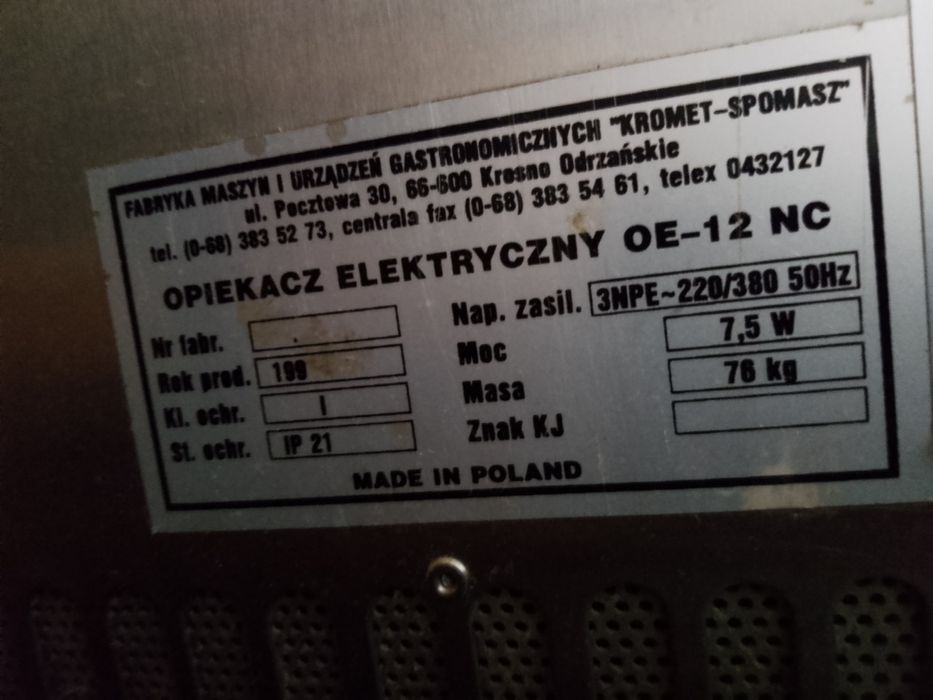 FABRYKA MASZYN I URZĄDZEŃ GASTRONOMICZNYCH "KROMET-SPOMASZ"
ul. Pocztowa 30, 66-600 Krosno Odrzańskie
tel. (0-68) 383 52 73, centrala fax (0-68) 383 54 61, telex 0432127
OPIEKACZ ELEKTRYCZNY OE-12 NC
Nr fabr.
Rok prod. 199
Kl. ochr. I
St. ochr. IP 21
Nap. zasil. 3NPE~220/380 50Hz
Moc 7,5 W
Masa 76 kg
Znak KJ
MADE IN POLAND